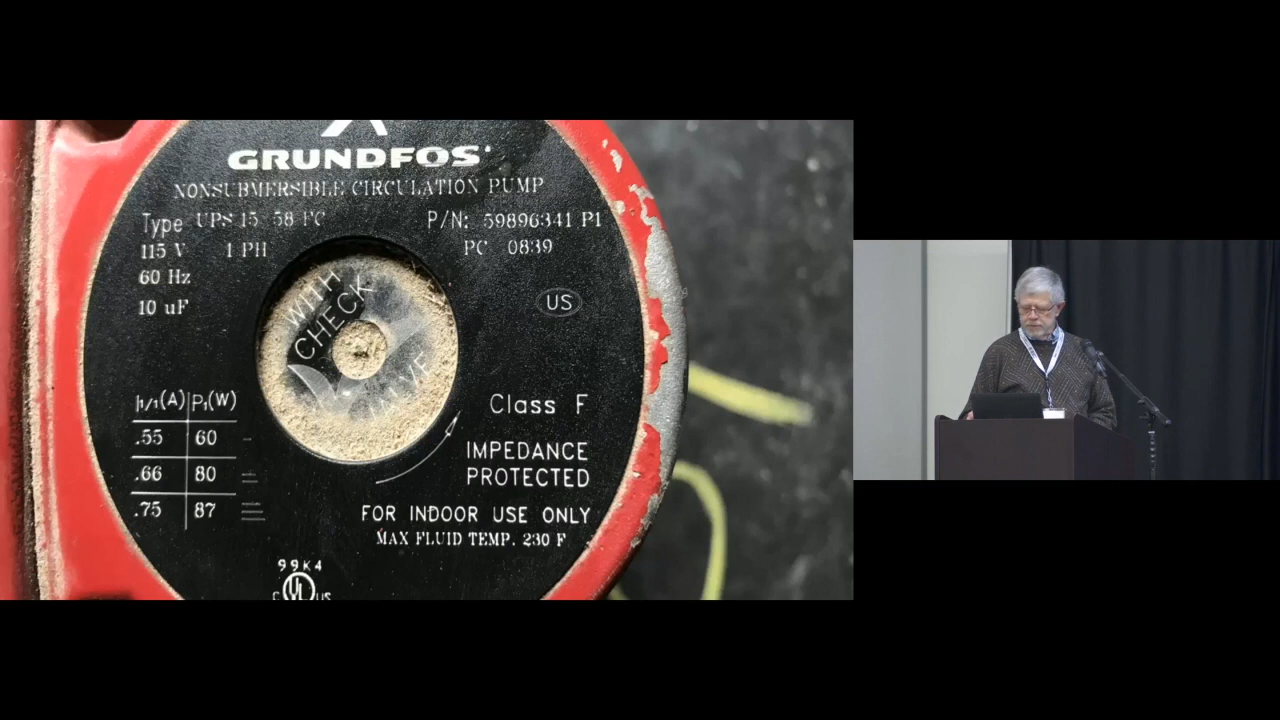 GRUNDFOS
NONSUBMERSIBLE CIRCULATION PUMP
Type UPS 15 58 FC P/N: 59896341 P1
115 V 1 PH PC 0839
60 Hz
10 uF
US
WITH
CHECK
I1/1(A) P1(W)
.55 60
.66 80
.75 87
Class F
IMPEDANCE
PROTECTED
FOR INDOOR USE ONLY
MAX FLUID TEMP. 230 F
99K4
C UL US